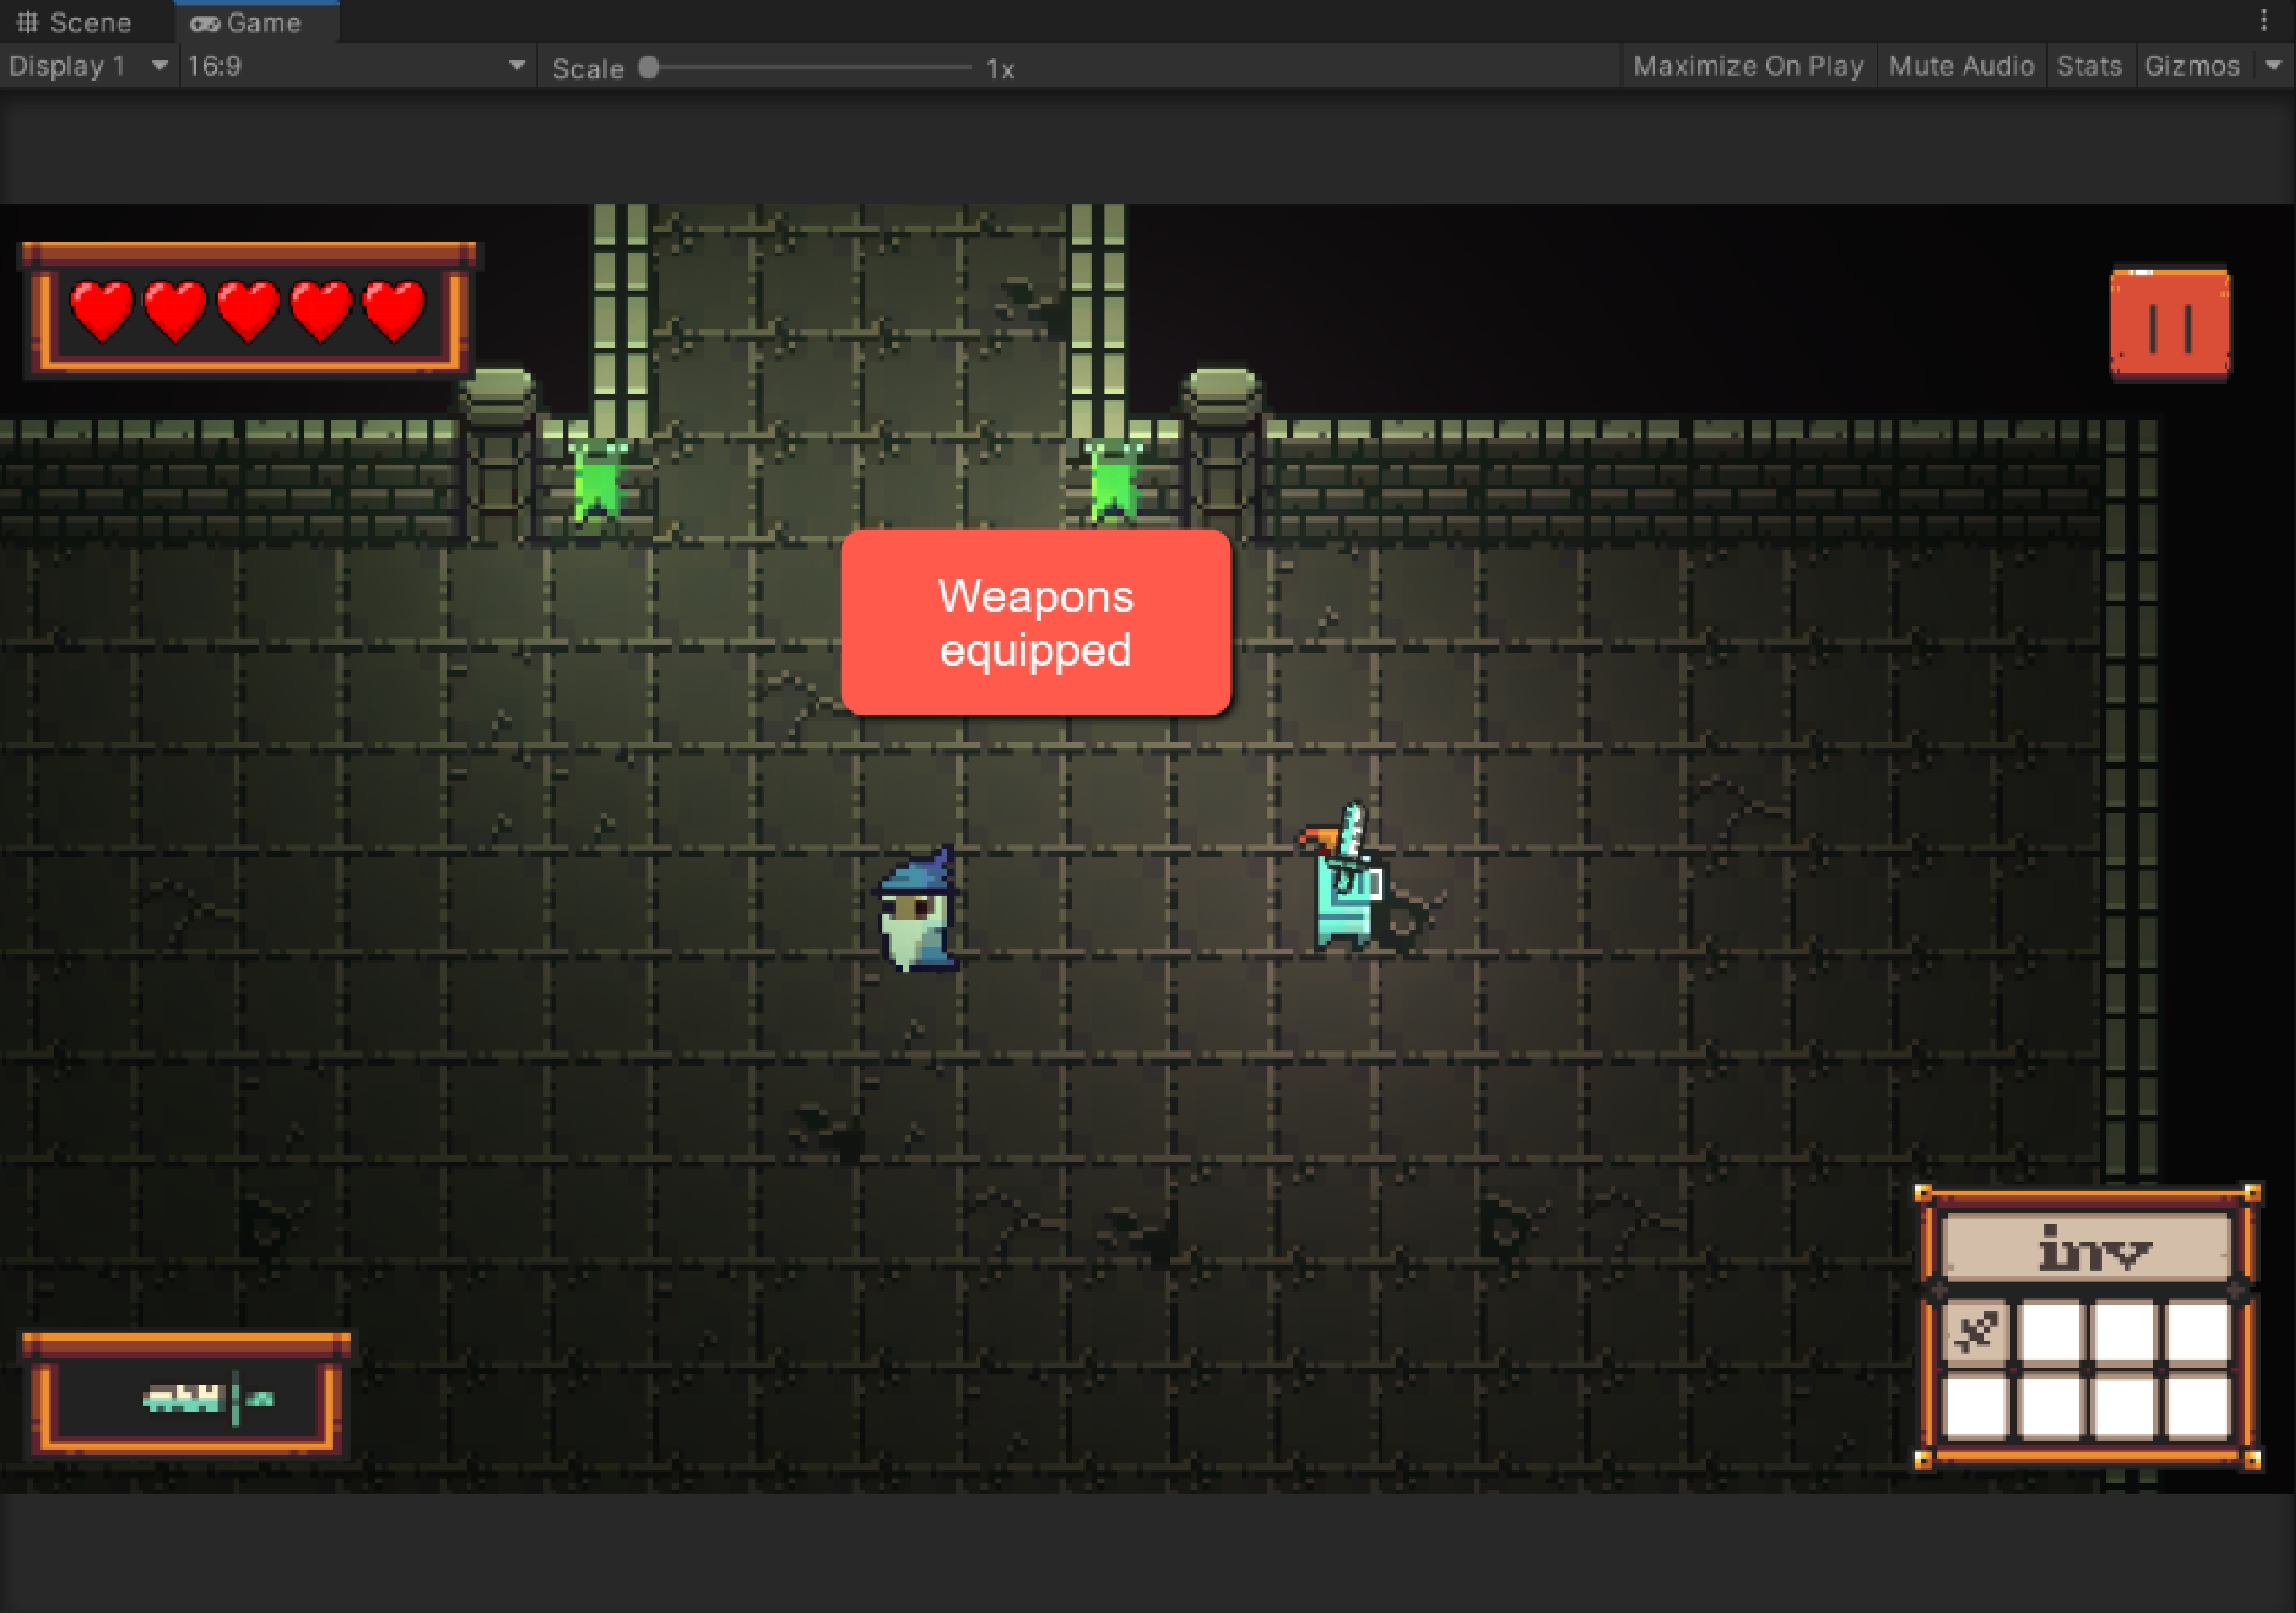 Scene
Game
Display 1
16:9
Scale
1x
Maximize On Play
Mute Audio
Stats
Gizmos
Weapons
equipped
inv